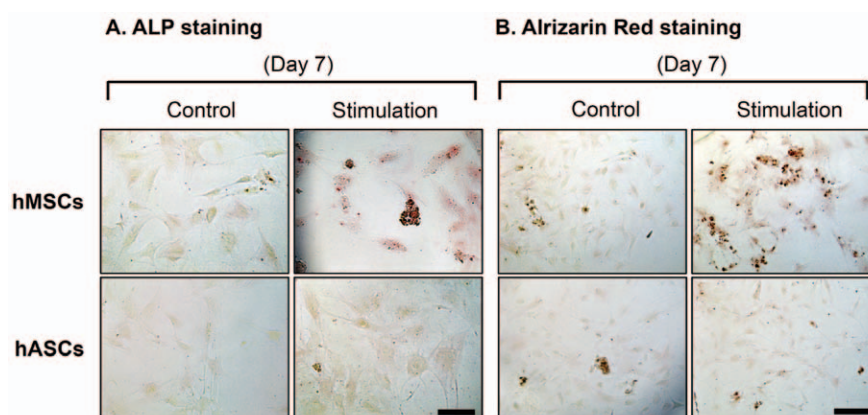 A. ALP staining
B. Alrizarin Red staining
(Day 7)
(Day 7)
Control
Stimulation
Control
Stimulation
hMSCs
hASCs